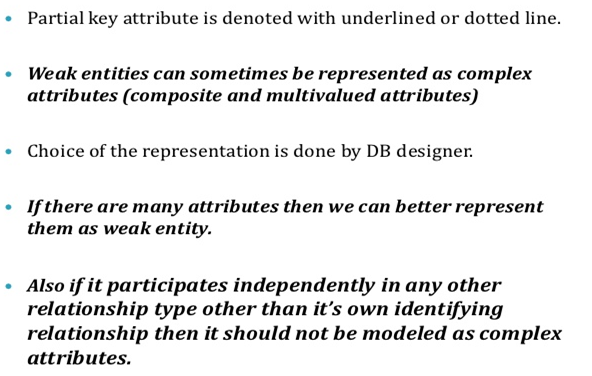 • Partial key attribute is denoted with underlined or dotted line.
• Weak entities can sometimes be represented as complex
attributes (composite and multivalued attributes)
• Choice of the representation is done by DB designer.
• If there are many attributes then we can better represent
them as weak entity.
• Also if it participates independently in any other
relationship type other than it's own identifying
relationship then it should not be modeled as complex
attributes.